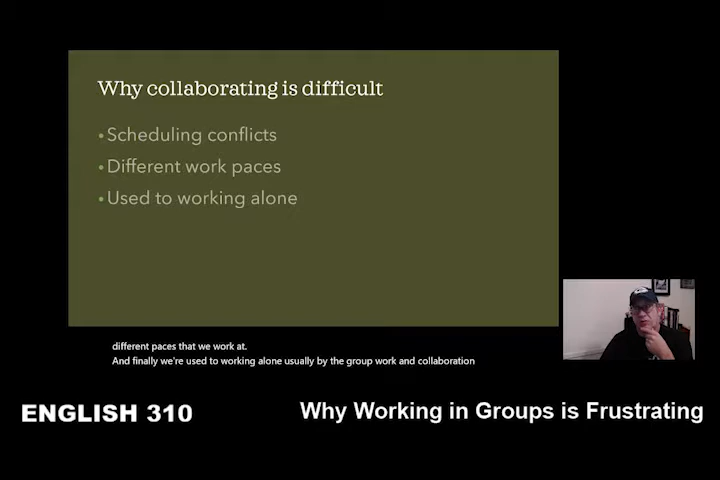 Why collaborating is difficult
• Scheduling conflicts
• Different work paces
• Used to working alone
different paces that we work at.
And finally we're used to working alone usually by the group work and collaboration
ENGLISH 310
Why Working in Groups is Frustrating